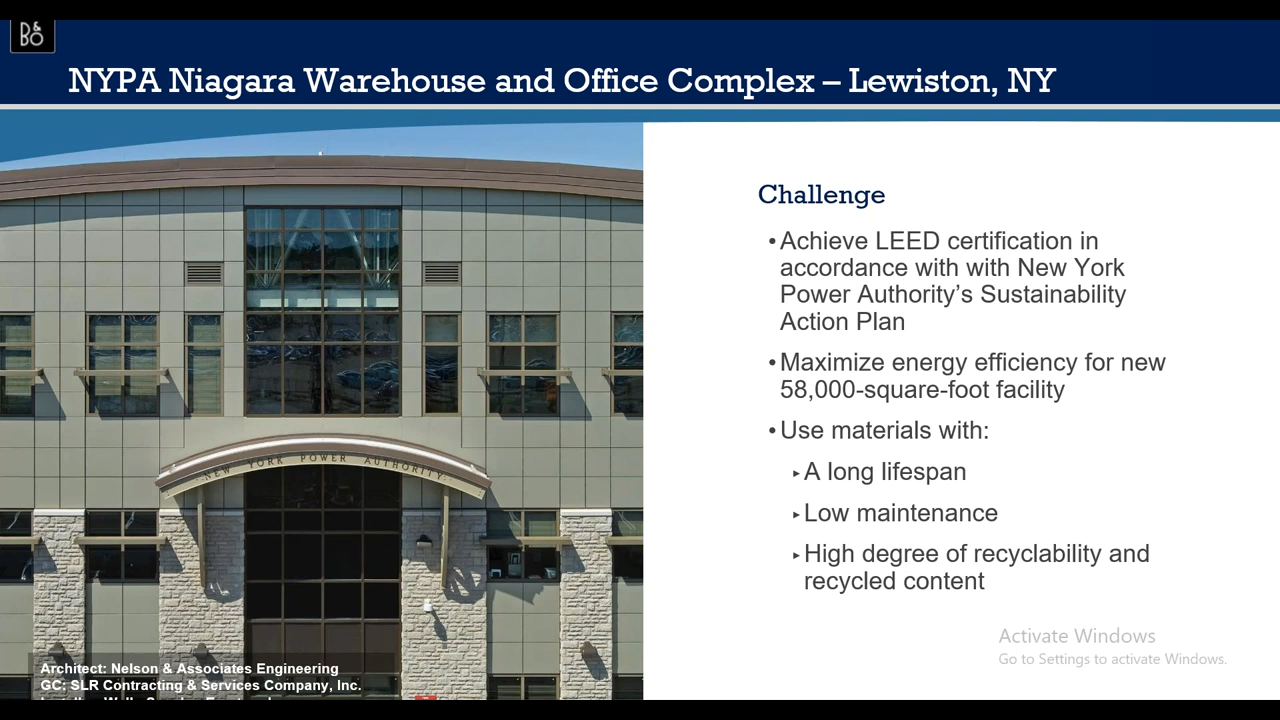 B&O
NYPA Niagara Warehouse and Office Complex – Lewiston, NY
NEW YORK POWER AUTHORITY
Architect: Nelson & Associates Engineering
GC: SLR Contracting & Services Company, Inc.
Challenge
•Achieve LEED certification in
accordance with with New York
Power Authority’s Sustainability
Action Plan
•Maximize energy efficiency for new
58,000-square-foot facility
•Use materials with:
▸A long lifespan
▸Low maintenance
▸High degree of recyclability and
recycled content
Activate Windows
Go to Settings to activate Windows.